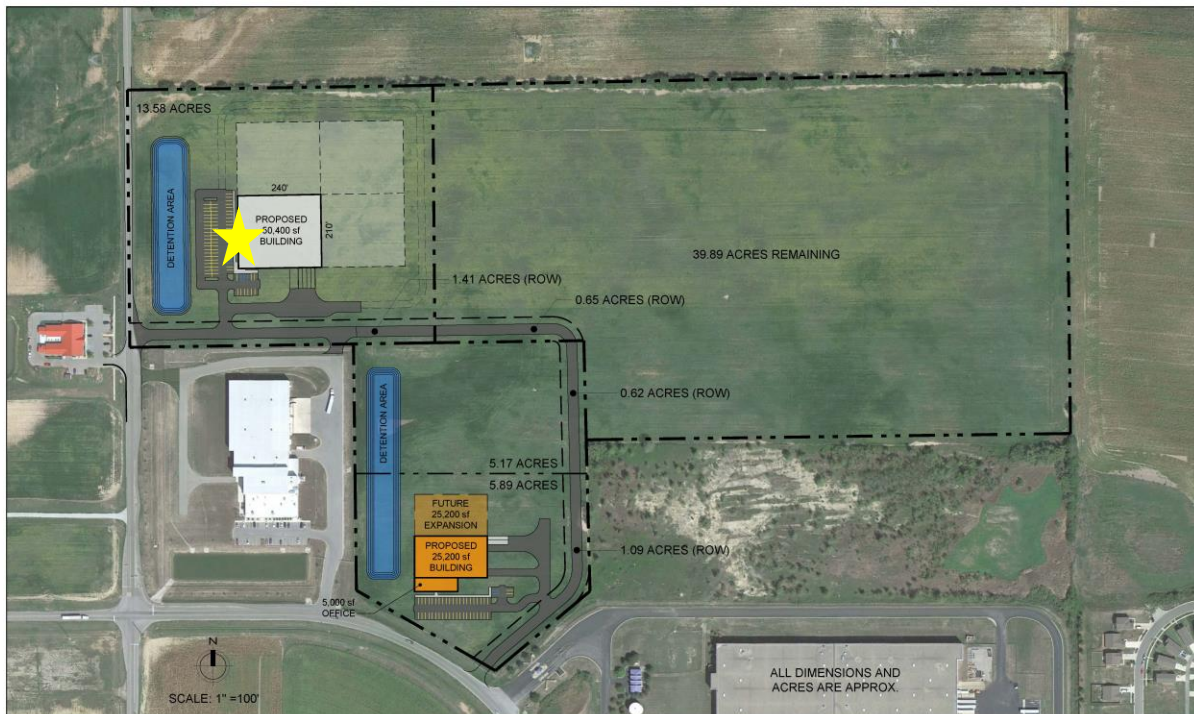 13.58 ACRES
DETENTION AREA
240'
210'
PROPOSED
50,400 sf
BUILDING
1.41 ACRES (ROW)
39.89 ACRES REMAINING
0.65 ACRES (ROW)
0.62 ACRES (ROW)
DETENTION AREA
5.17 ACRES
5.89 ACRES
FUTURE
25,200 sf
EXPANSION
PROPOSED
25,200 sf
BUILDING
1.09 ACRES (ROW)
5,000 sf
OFFICE
N
SCALE: 1" =100'
ALL DIMENSIONS AND
ACRES ARE APPROX.